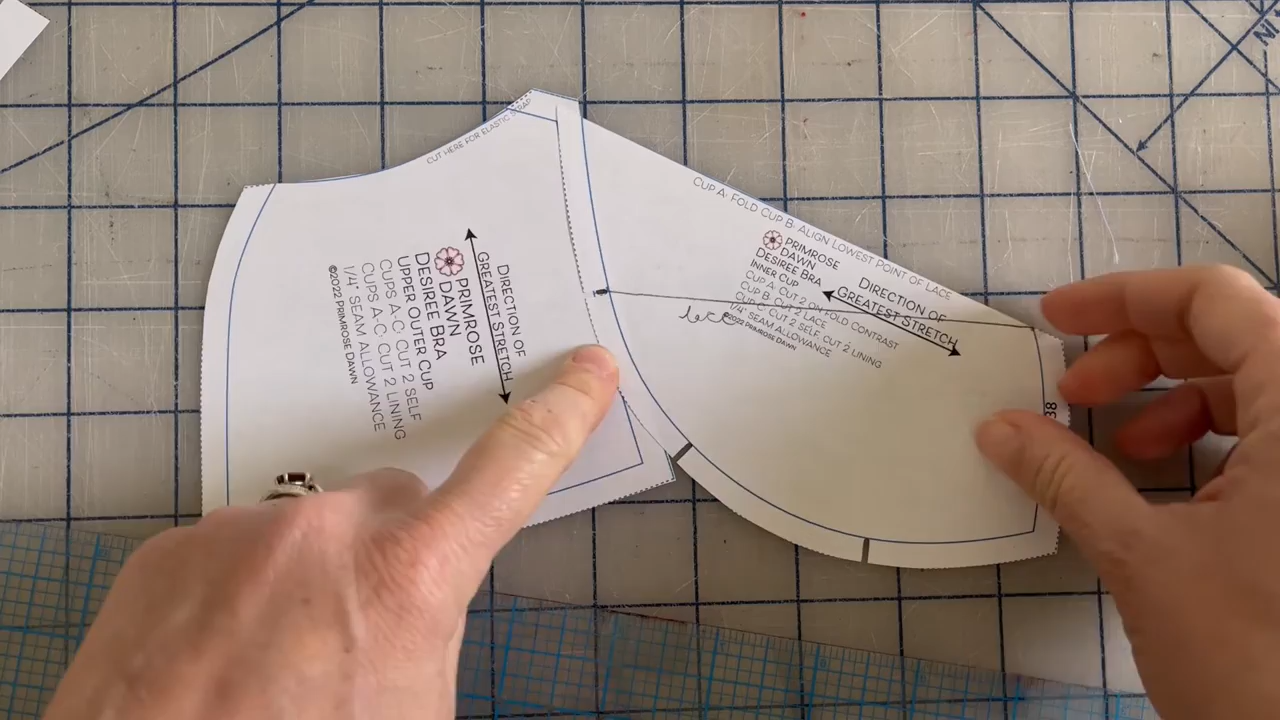 CUT HERE FOR ELASTIC STRAP
DIRECTION OF
GREATEST STRETCH
PRIMROSE
DAWN
DESIREE BRA
UPPER OUTER CUP
CUPS A-C: CUT 2 SELF
CUPS A-C: CUT 2 LINING
1/4" SEAM ALLOWANCE
©2022 PRIMROSE DAWN
CUP A: FOLD CUP B: ALIGN LOWEST POINT OF LACE
PRIMROSE
DAWN
DESIREE BRA
INNER CUP
CUP A: CUT 2 ON FOLD CONTRAST
CUP B: CUT 2 LACE
CUP C: CUT 2 SELF, CUT 2 LINING
1/4" SEAM ALLOWANCE
©2022 PRIMROSE DAWN
DIRECTION OF
GREATEST STRETCH
lace
38
IN